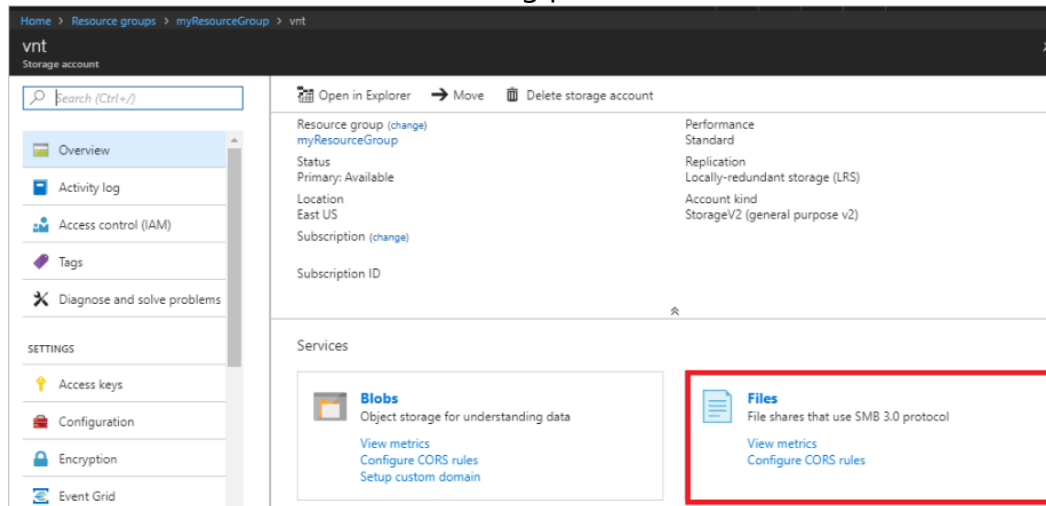 Home > Resource groups > myResourceGroup > vnt
vnt
Storage account
Search (Ctrl+/)
Open in Explorer Move Delete storage account
Overview
Activity log
Access control (IAM)
Tags
Diagnose and solve problems
SETTINGS
Access keys
Configuration
Encryption
Event Grid
Resource group (change)
myResourceGroup
Status
Primary: Available
Location
East US
Subscription (change)
Subscription ID
Performance
Standard
Replication
Locally-redundant storage (LRS)
Account kind
StorageV2 (general purpose v2)
Services
Blobs
Object storage for understanding data
View metrics
Configure CORS rules
Setup custom domain
Files
File shares that use SMB 3.0 protocol
View metrics
Configure CORS rules